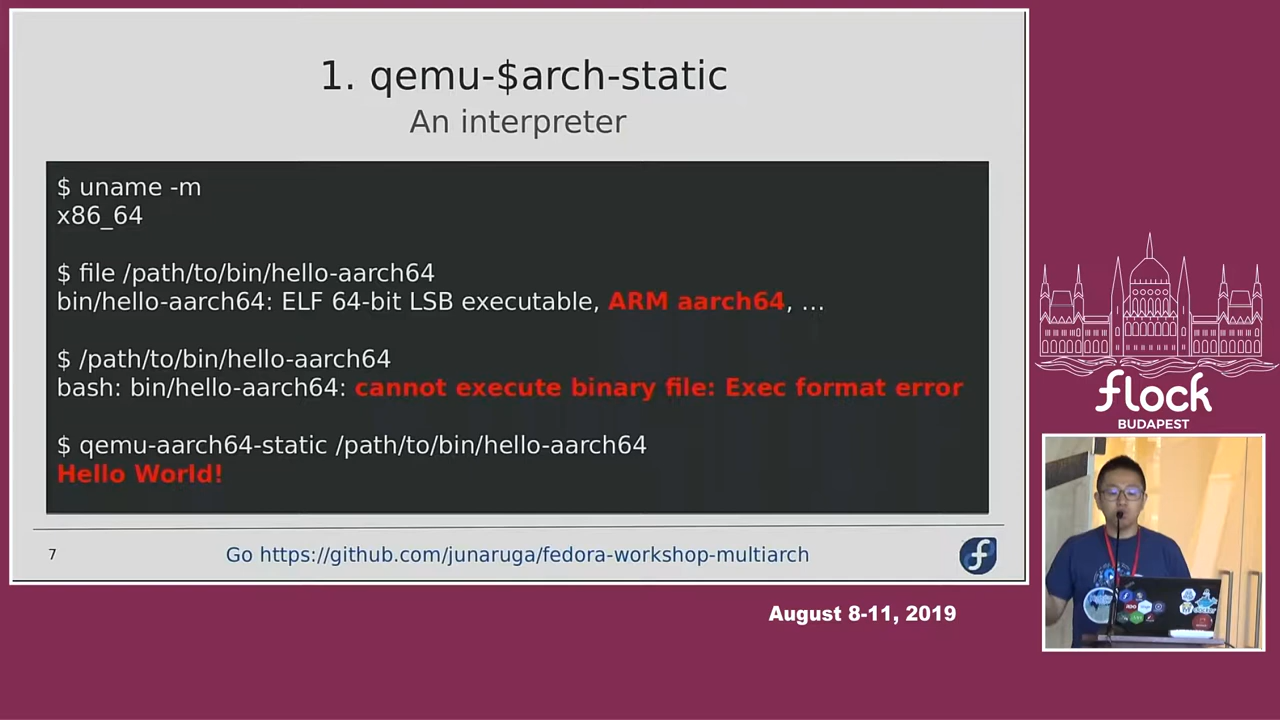 1. qemu-$arch-static
An interpreter
$ uname -m
x86_64
$ file /path/to/bin/hello-aarch64
bin/hello-aarch64: ELF 64-bit LSB executable, ARM aarch64, ...
$ /path/to/bin/hello-aarch64
bash: bin/hello-aarch64: cannot execute binary file: Exec format error
$ qemu-aarch64-static /path/to/bin/hello-aarch64
Hello World!
7
Go https://github.com/junaruga/fedora-workshop-multiarch
flock
BUDAPEST
August 8-11, 2019